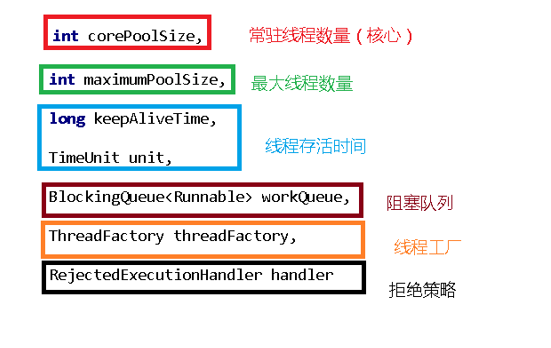 int corePoolSize, 常驻线程数量（核心）
int maximumPoolSize, 最大线程数量
long keepAliveTime,
线程存活时间
TimeUnit unit,
BlockingQueue<Runnable> workQueue, 阻塞队列
ThreadFactory threadFactory, 线程工厂
RejectedExecutionHandler handler 拒绝策略